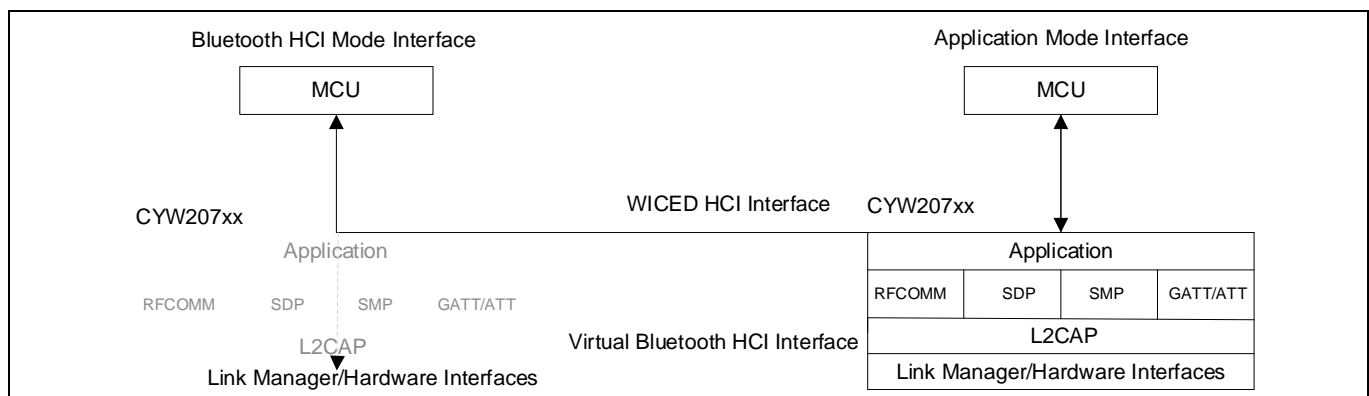 Bluetooth HCI Mode Interface
Application Mode Interface
MCU
MCU
WICED HCI Interface
CYW207xx
CYW207xx
Application
RFCOMM SDP SMP GATT/ATT
L2CAP
Link Manager/Hardware Interfaces
Virtual Bluetooth HCI Interface
Application
RFCOMM SDP SMP GATT/ATT
L2CAP
Link Manager/Hardware Interfaces